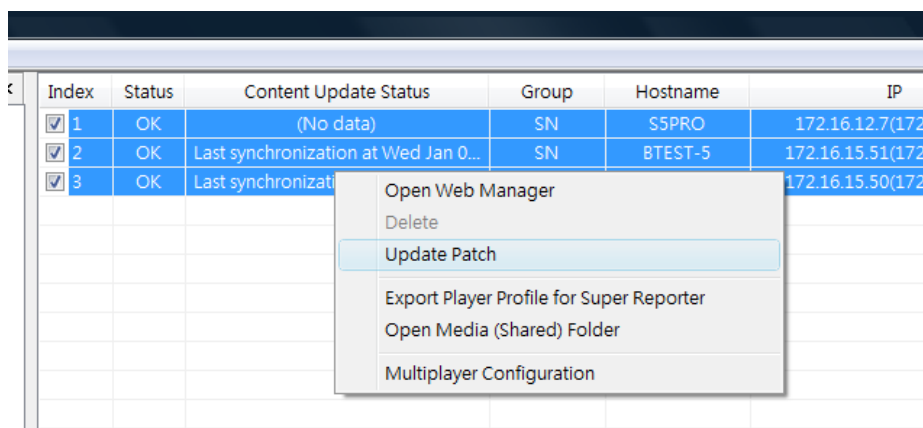 Index Status Content Update Status Group Hostname IP
1 OK (No data) SN S5PRO 172.16.12.7(172
2 OK Last synchronization at Wed Jan 0... SN BTEST-5 172.16.15.51(172
3 OK Last synchronizati 172.16.15.50(172
Open Web Manager
Delete
Update Patch
Export Player Profile for Super Reporter
Open Media (Shared) Folder
Multiplayer Configuration